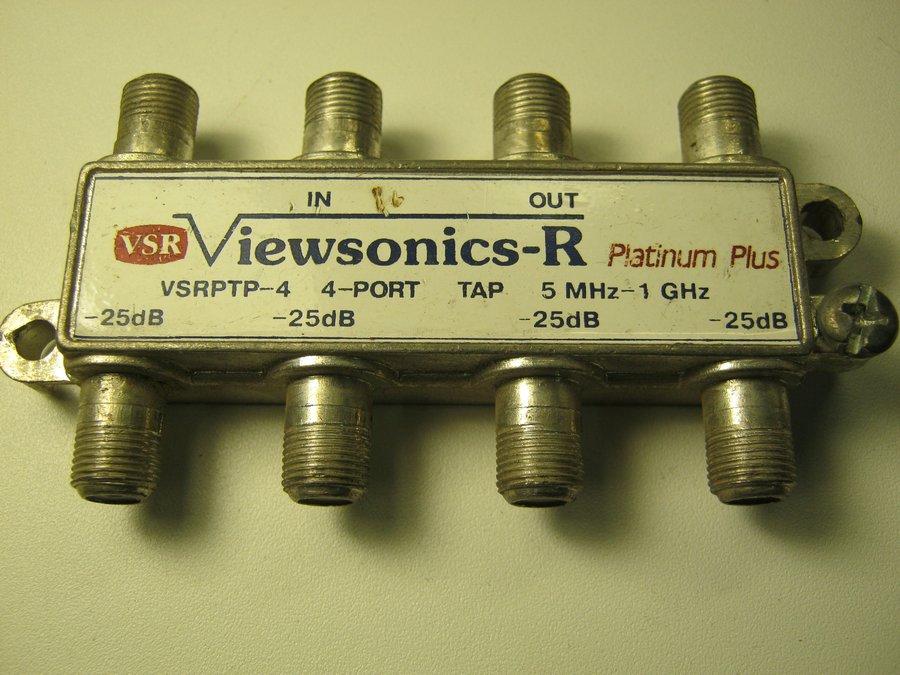 IN OUT
VSR Viewsonics-R Platinum Plus
VSRPTP-4 4-PORT TAP 5 MHz-1 GHz
-25dB -25dB -25dB -25dB